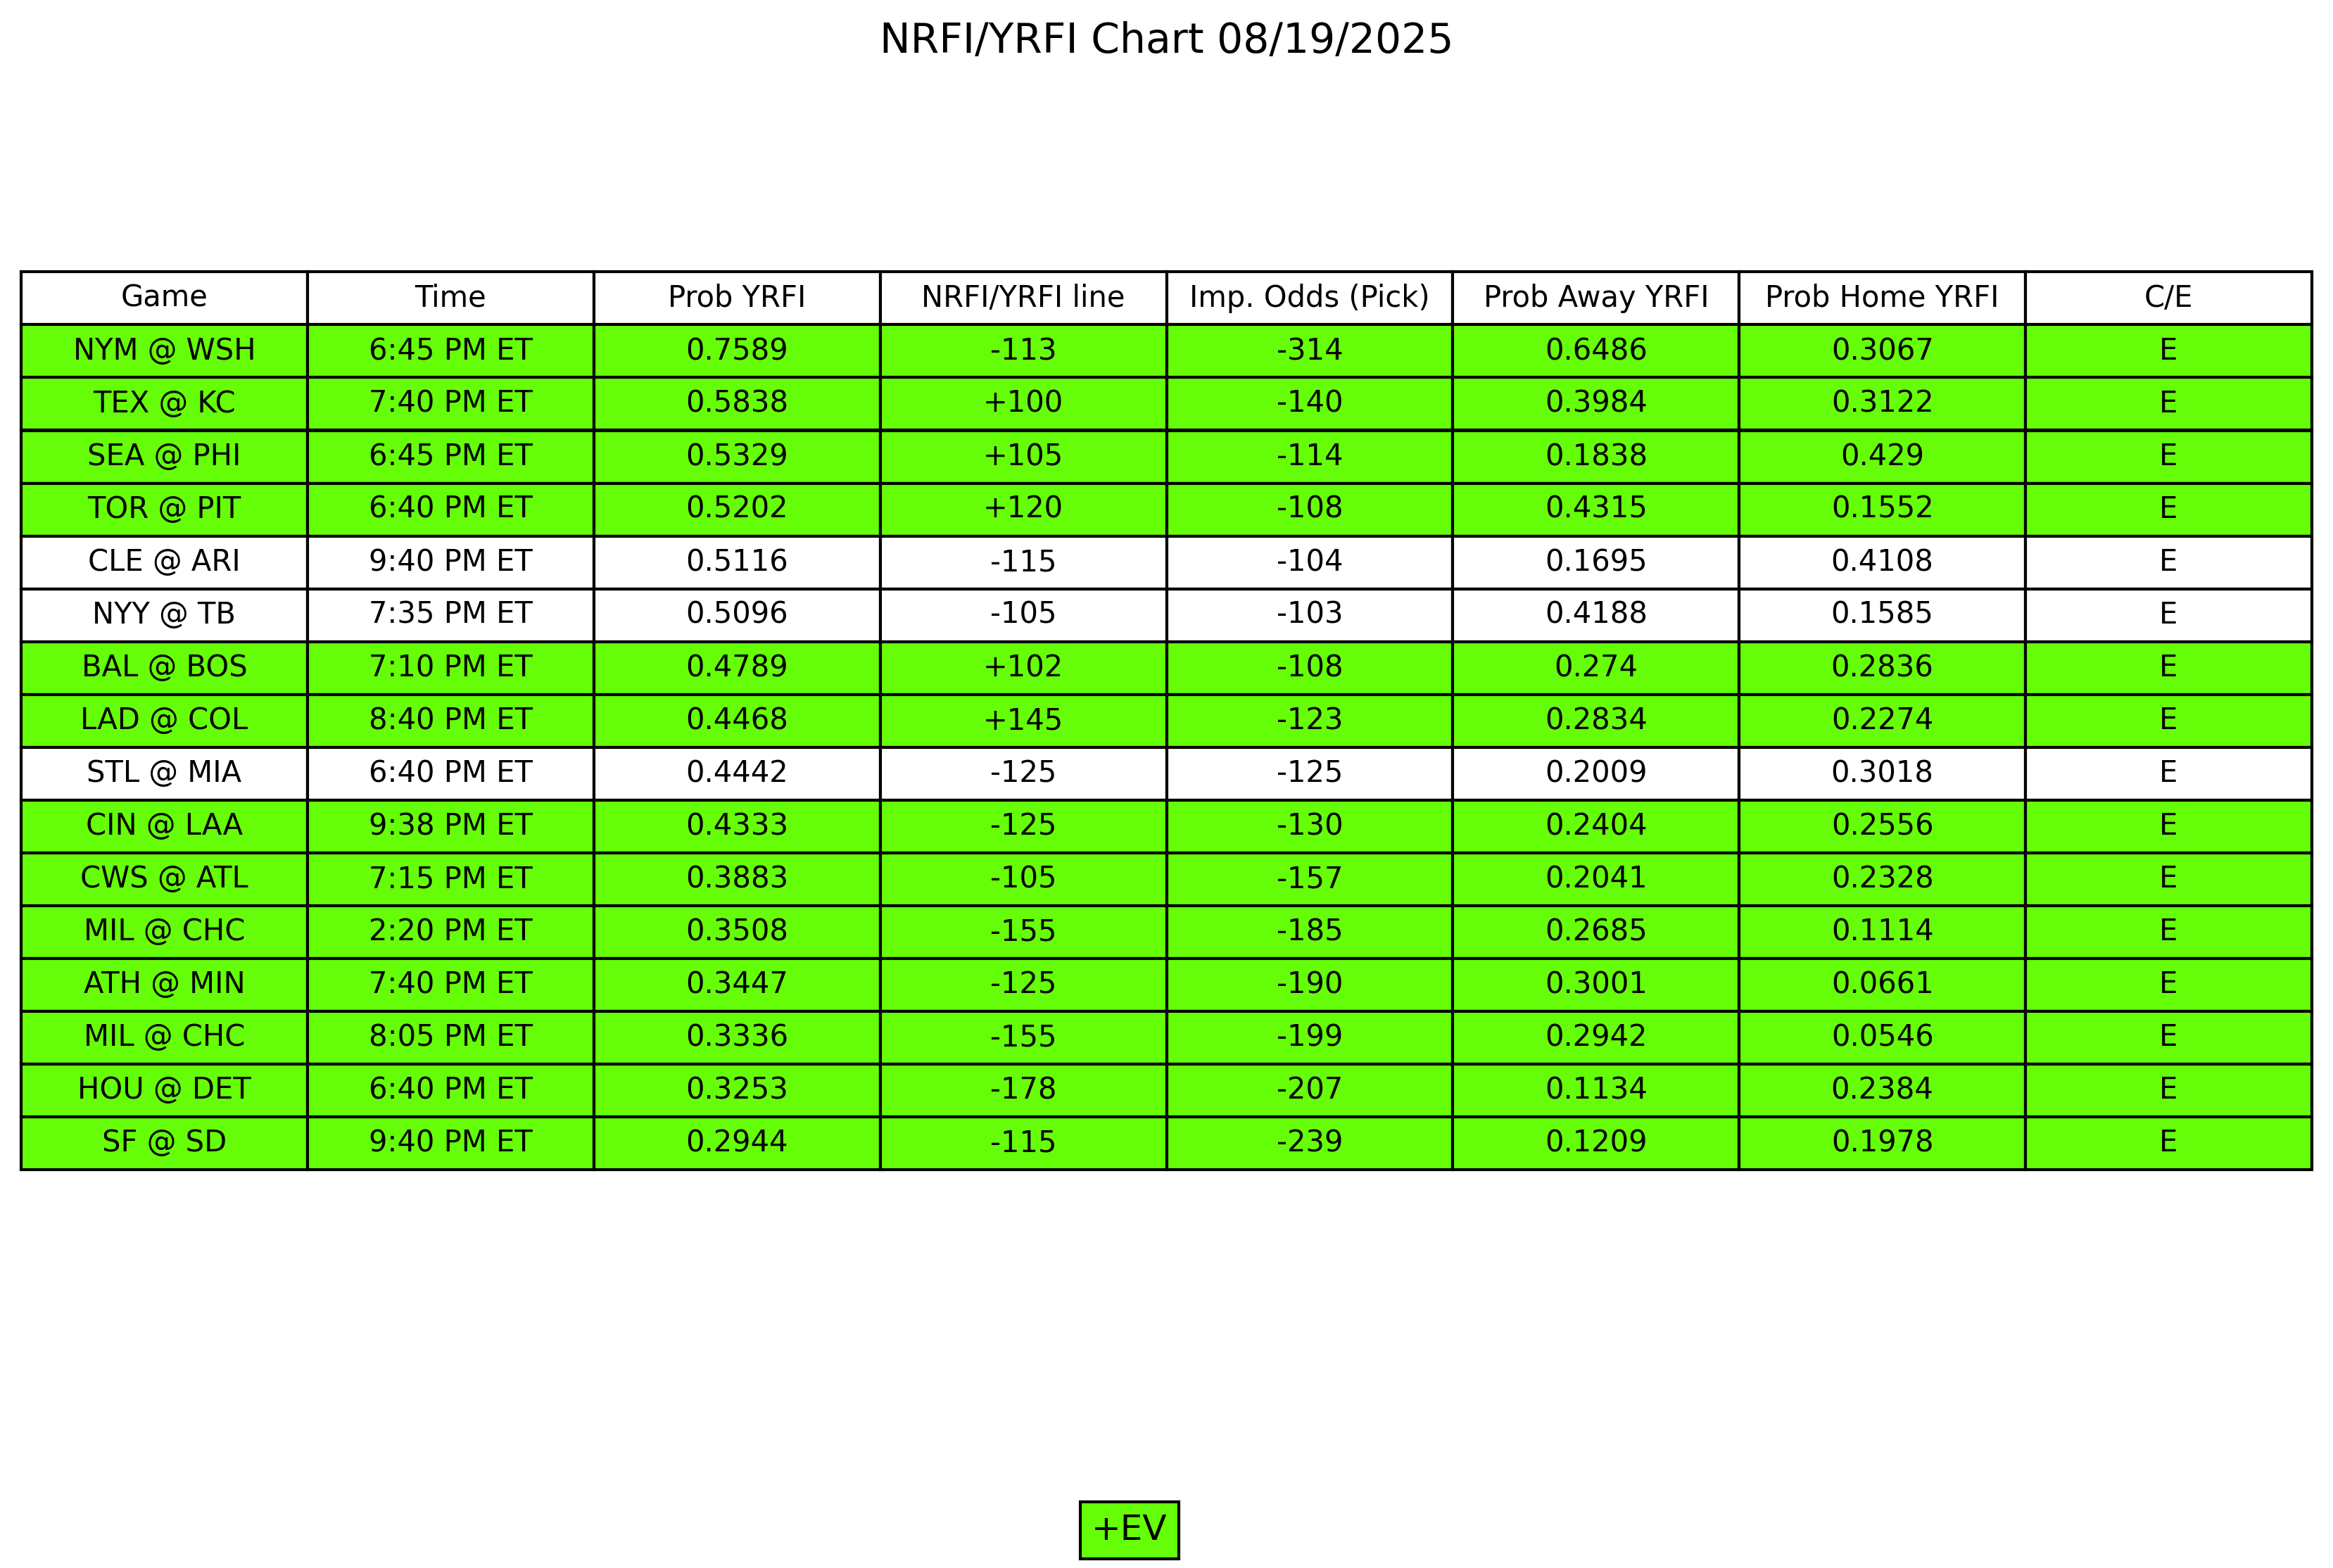 NRFI/YRFI Chart 08/19/2025
Game Time Prob YRFI NRFI/YRFI line Imp. Odds (Pick) Prob Away YRFI Prob Home YRFI C/E
NYM @ WSH 6:45 PM ET 0.7589 -113 -314 0.6486 0.3067 E
TEX @ KC 7:40 PM ET 0.5838 +100 -140 0.3984 0.3122 E
SEA @ PHI 6:45 PM ET 0.5329 +105 -114 0.1838 0.429 E
TOR @ PIT 6:40 PM ET 0.5202 +120 -108 0.4315 0.1552 E
CLE @ ARI 9:40 PM ET 0.5116 -115 -104 0.1695 0.4108 E
NYY @ TB 7:35 PM ET 0.5096 -105 -103 0.4188 0.1585 E
BAL @ BOS 7:10 PM ET 0.4789 +102 -108 0.274 0.2836 E
LAD @ COL 8:40 PM ET 0.4468 +145 -123 0.2834 0.2274 E
STL @ MIA 6:40 PM ET 0.4442 -125 -125 0.2009 0.3018 E
CIN @ LAA 9:38 PM ET 0.4333 -125 -130 0.2404 0.2556 E
CWS @ ATL 7:15 PM ET 0.3883 -105 -157 0.2041 0.2328 E
MIL @ CHC 2:20 PM ET 0.3508 -155 -185 0.2685 0.1114 E
ATH @ MIN 7:40 PM ET 0.3447 -125 -190 0.3001 0.0661 E
MIL @ CHC 8:05 PM ET 0.3336 -155 -199 0.2942 0.0546 E
HOU @ DET 6:40 PM ET 0.3253 -178 -207 0.1134 0.2384 E
SF @ SD 9:40 PM ET 0.2944 -115 -239 0.1209 0.1978 E
+EV